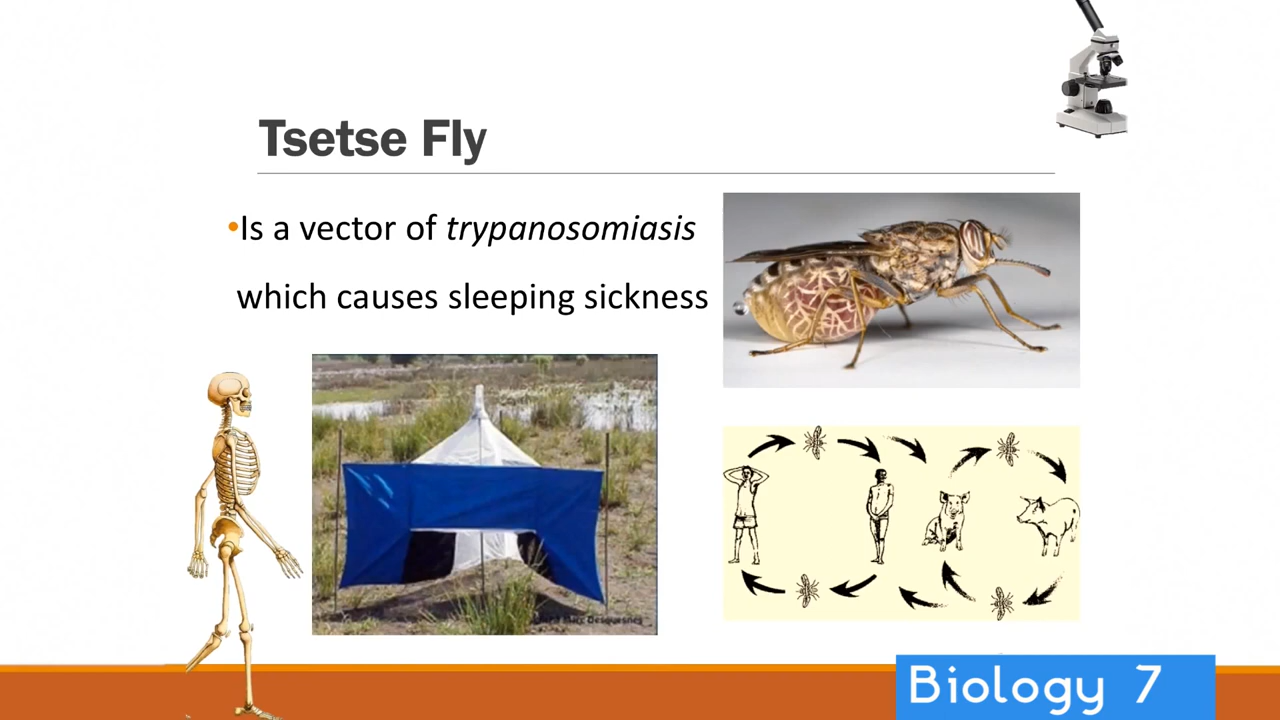 Tsetse Fly
•Is a vector of trypanosomiasis
which causes sleeping sickness
Biology 7